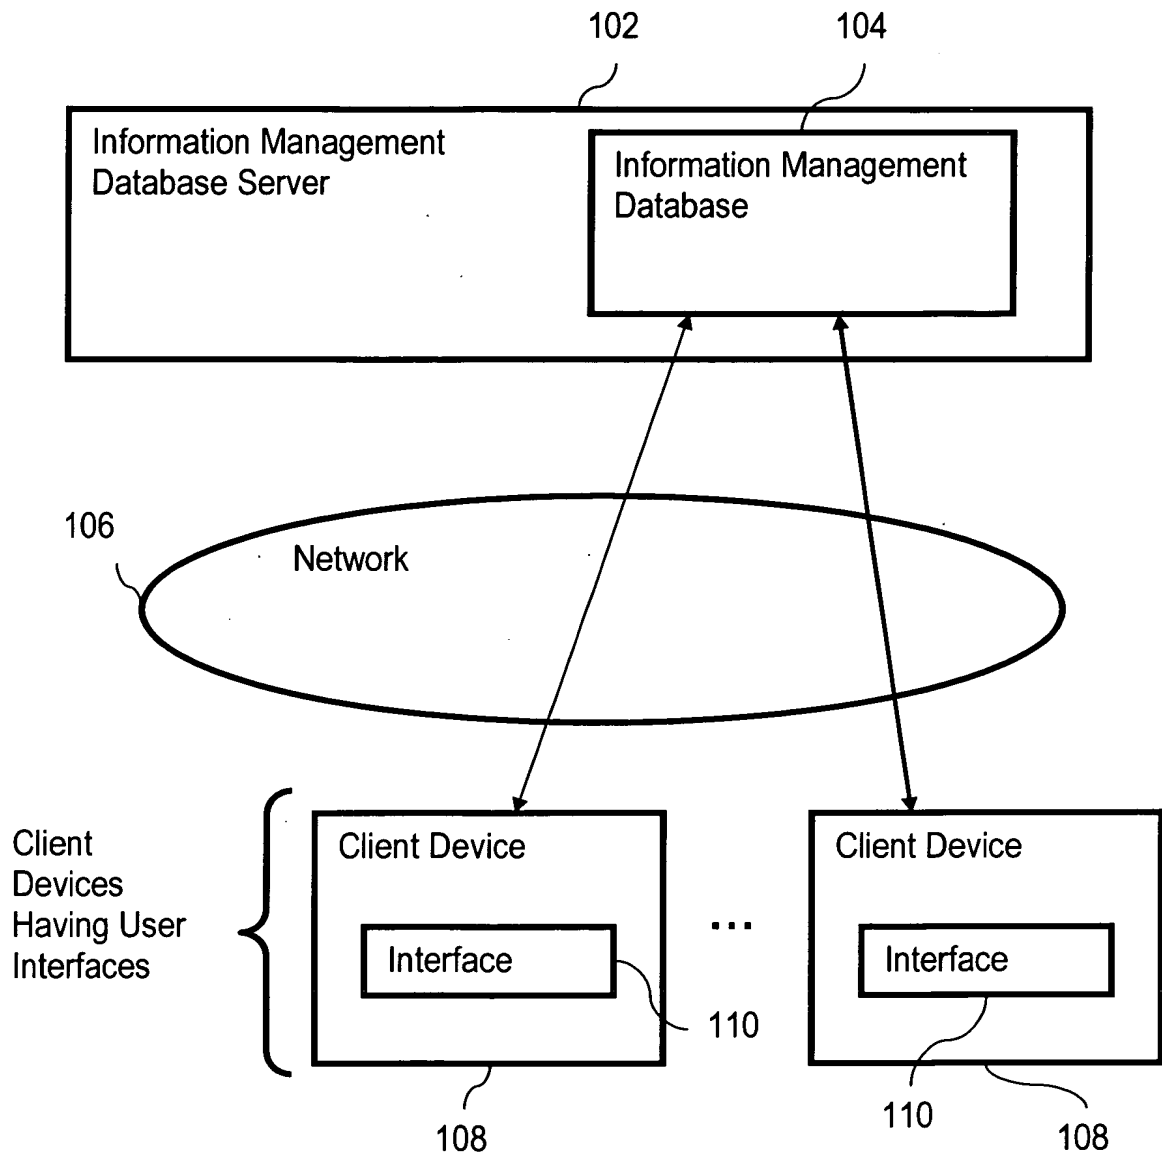 102
104
Information Management
Database Server
Information Management
Database
106
Network
Client
Devices
Having User
Interfaces
Client Device
Interface
110
108
...
Client Device
Interface
110
108